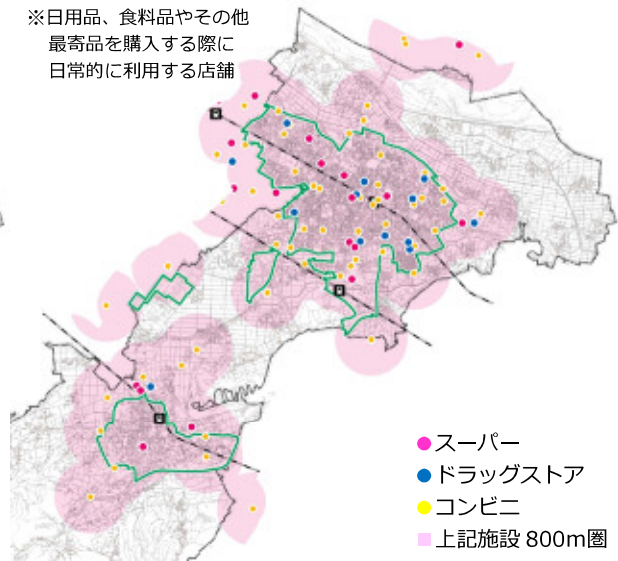 ※日用品、食料品やその他
最寄品を購入する際に
日常的に利用する店舗
スーパー
ドラッグストア
コンビニ
上記施設 800m圏